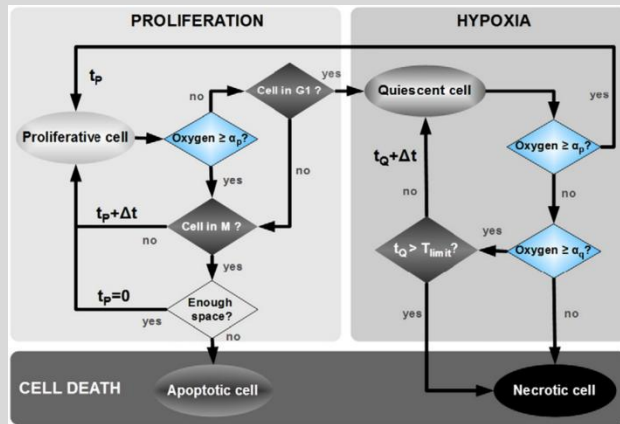 PROLIFERATION
HYPOXIA
tP
no
Cell in G1 ?
yes
Quiescent cell
yes
Proliferative cell
Oxygen ≥ αp?
Oxygen ≥ αp?
tQ+Δt
no
no
yes
no
tP+Δt
no
Cell in M ?
tQ > Tlimit?
yes
Oxygen ≥ αq?
yes
tP=0
yes
Enough
space?
no
yes
no
CELL DEATH
Apoptotic cell
Necrotic cell